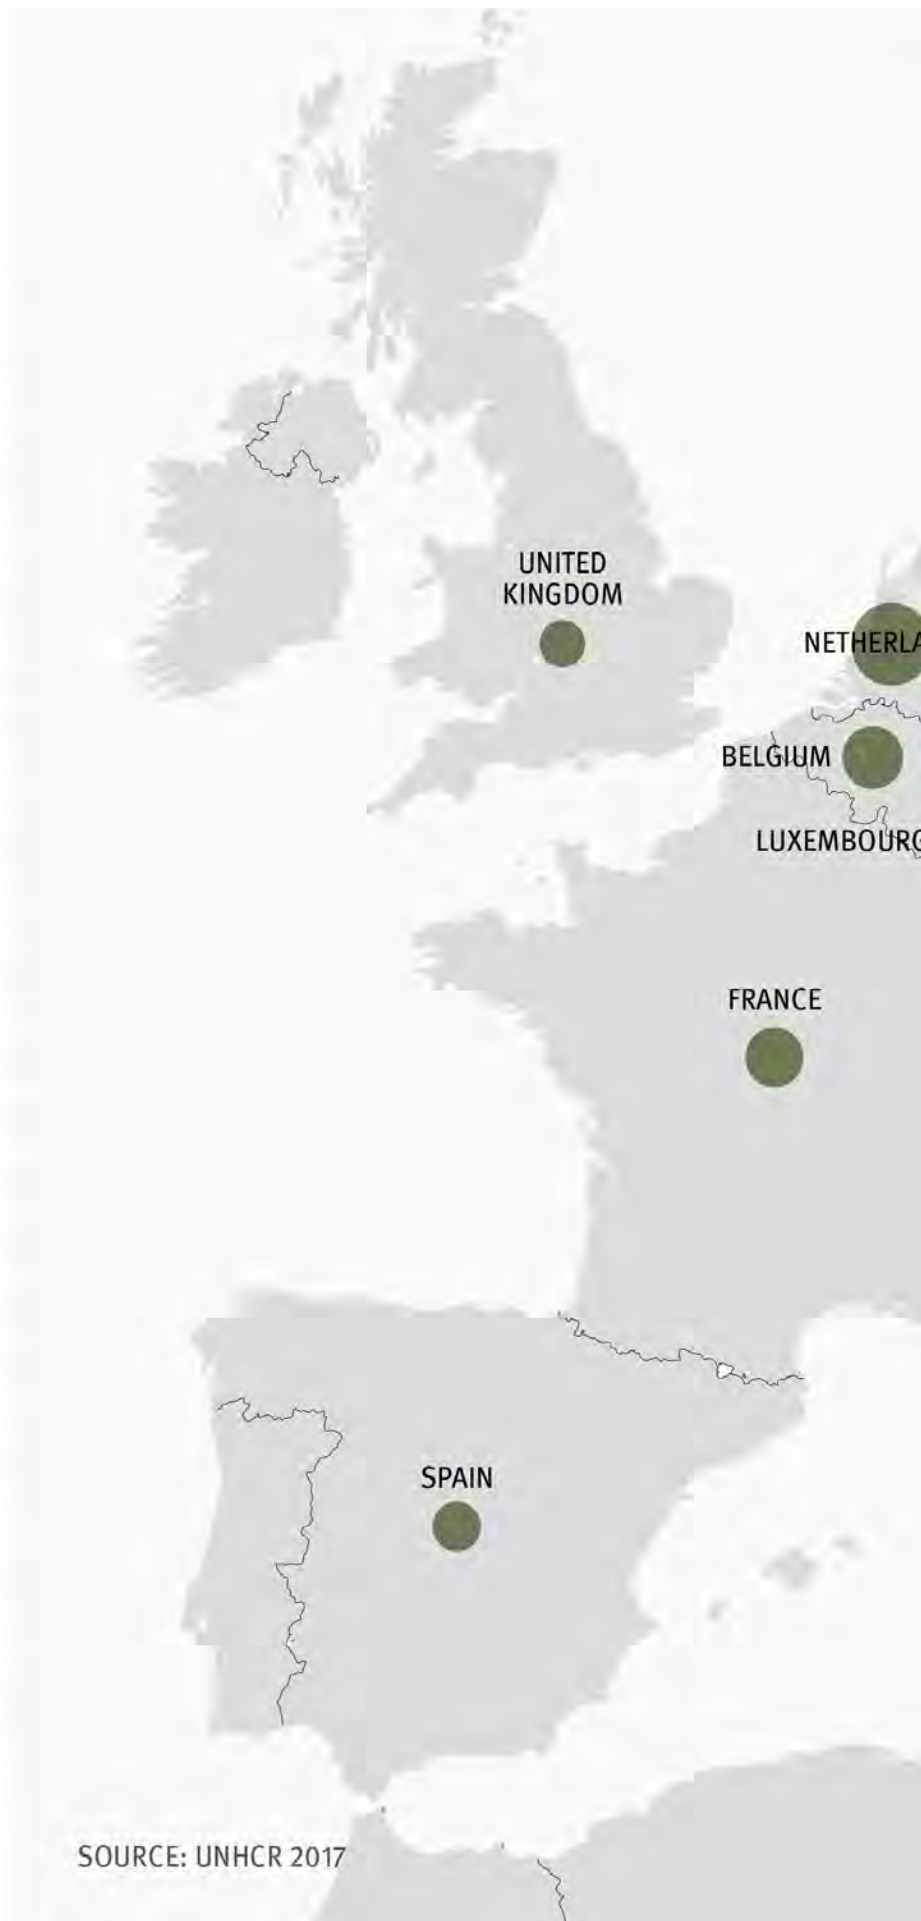 UNITED
KINGDOM
NETHERLA
BELGIUM
LUXEMBOURG
FRANCE
SPAIN
SOURCE: UNHCR 2017